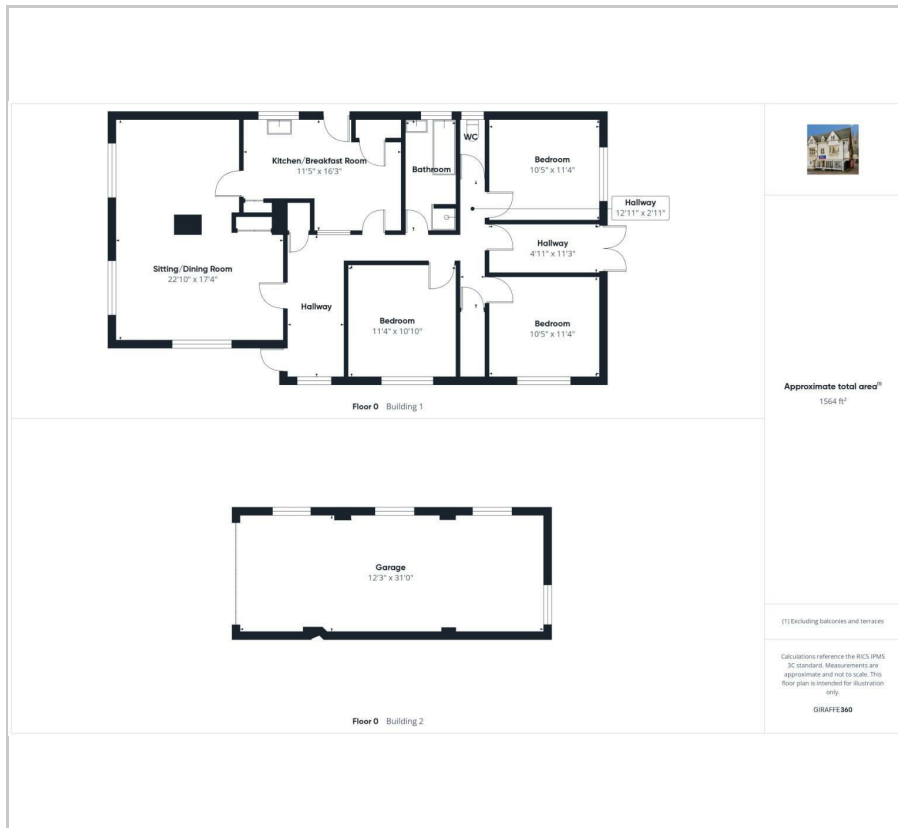 Kitchen/Breakfast Room
11'5" x 16'3"
WC
Bathroom
Bedroom
10'5" x 11'4"
Hallway
12'11" x 2'11"
Hallway
4'11" x 11'3"
Sitting/Dining Room
22'10" x 17'4"
Hallway
Bedroom
11'4" x 10'10"
Bedroom
10'5" x 11'4"
Floor 0 Building 1
Garage
12'3" x 31'0"
Floor 0 Building 2
Approximate total area(1)
1564 ft²
(1) Excluding balconies and terraces
Calculations reference the RICS IPMS
3C standard. Measurements are
approximate and not to scale. This
floor plan is intended for illustration
only.
GIRAFFE360